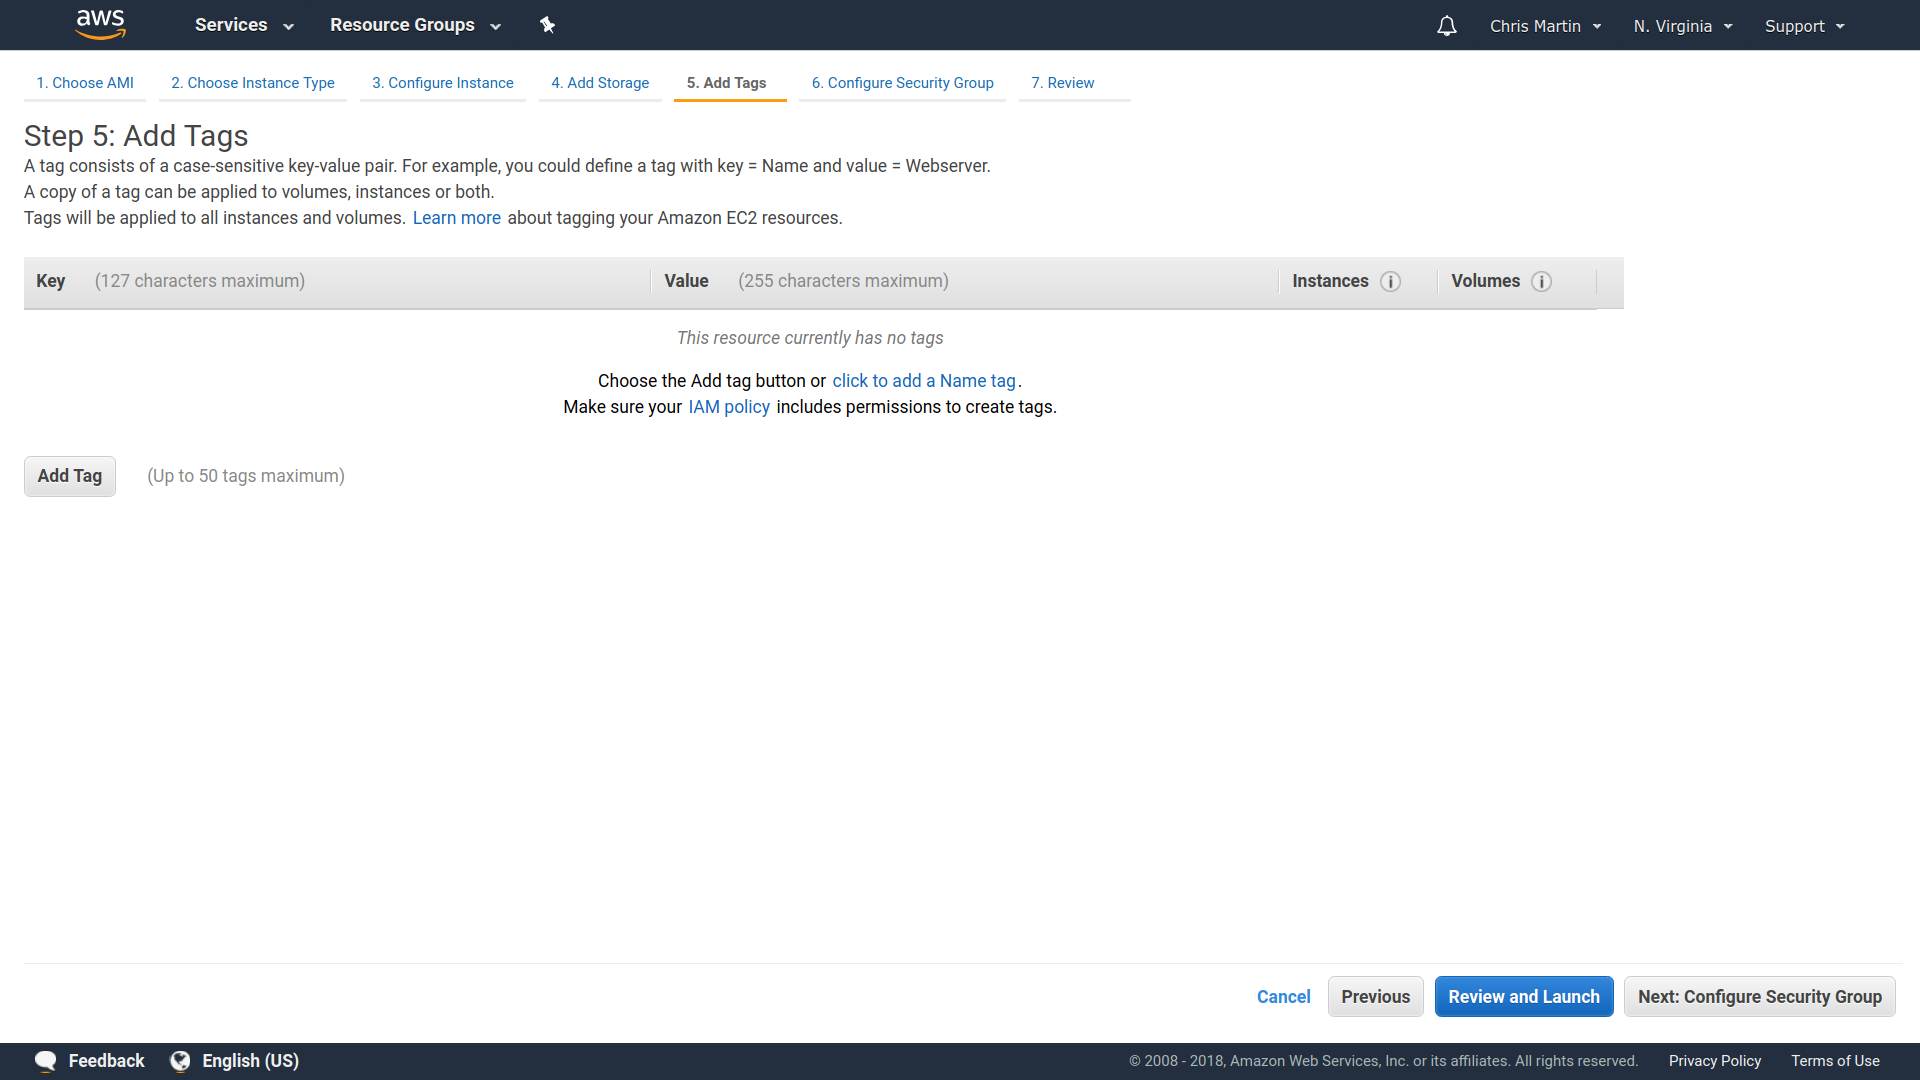 aws Services Resource Groups Chris Martin N. Virginia Support
1. Choose AMI 2. Choose Instance Type 3. Configure Instance 4. Add Storage 5. Add Tags 6. Configure Security Group 7. Review
Step 5: Add Tags
A tag consists of a case-sensitive key-value pair. For example, you could define a tag with key = Name and value = Webserver.
A copy of a tag can be applied to volumes, instances or both.
Tags will be applied to all instances and volumes. Learn more about tagging your Amazon EC2 resources.
Key (127 characters maximum) Value (255 characters maximum) Instances i Volumes i
This resource currently has no tags
Choose the Add tag button or click to add a Name tag.
Make sure your IAM policy includes permissions to create tags.
Add Tag (Up to 50 tags maximum)
Cancel Previous Review and Launch Next: Configure Security Group
Feedback English (US) © 2008 - 2018, Amazon Web Services, Inc. or its affiliates. All rights reserved. Privacy Policy Terms of Use